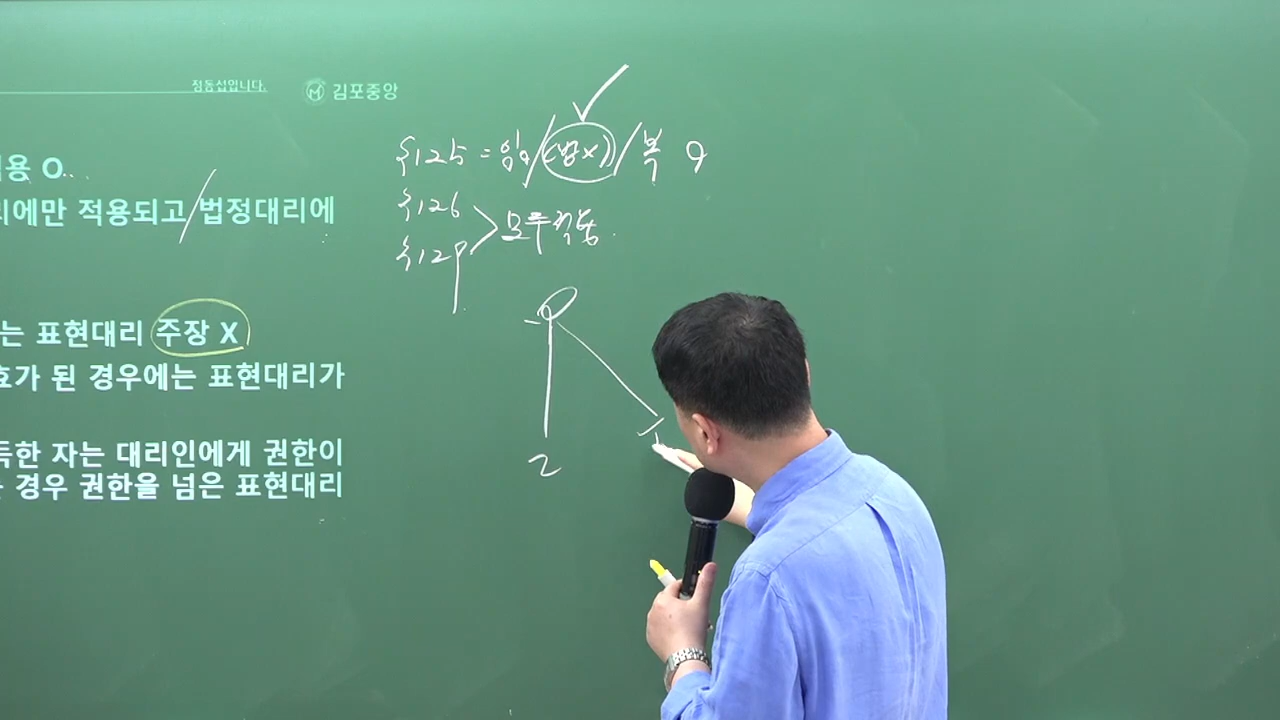 정동섭입니다.
김포중앙
용 O..
리에만 적용되고/법정대리에
는 표현대리 주장 X
효가 된 경우에는 표현대리가
득한 자는 대리인에게 권한이
경우 권한을 넘은 표현대리
§125 = 임대/(법X)/복
§126
§129
모두 적용.